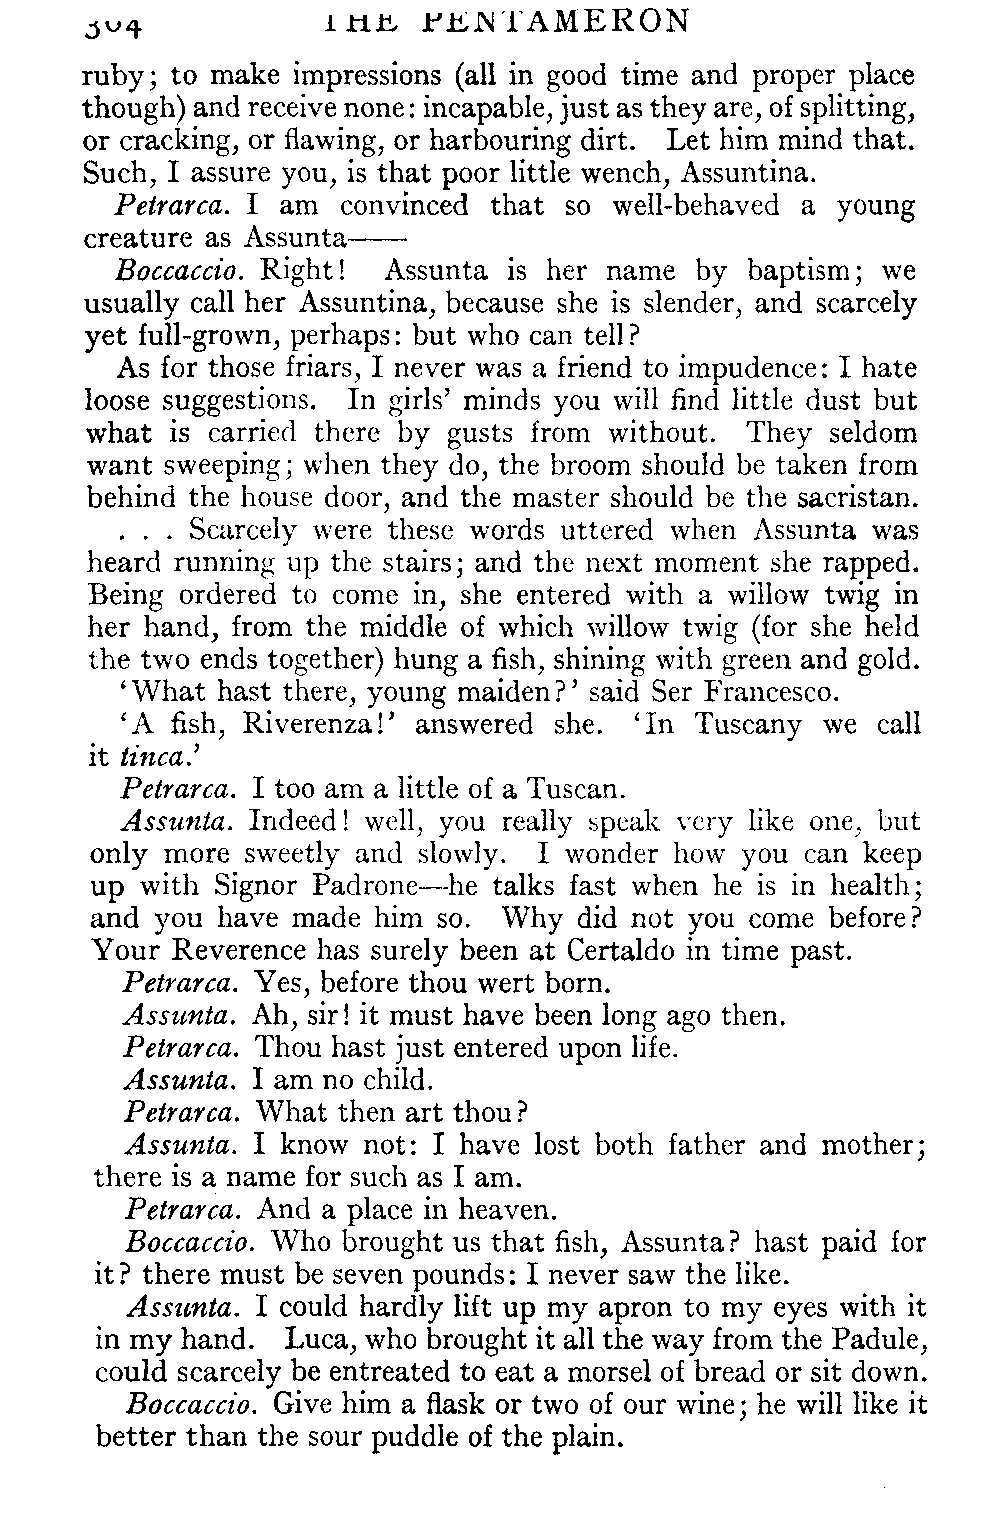 304 THE PENTAMERON
ruby; to make impressions (all in good time and proper place
though) and receive none: incapable, just as they are, of splitting,
or cracking, or flawing, or harbouring dirt. Let him mind that.
Such, I assure you, is that poor little wench, Assuntina.
Petrarca. I am convinced that so well-behaved a young
creature as Assunta——
Boccaccio. Right! Assunta is her name by baptism; we
usually call her Assuntina, because she is slender, and scarcely
yet full-grown, perhaps: but who can tell?
As for those friars, I never was a friend to impudence: I hate
loose suggestions. In girls' minds you will find little dust but
what is carried there by gusts from without. They seldom
want sweeping; when they do, the broom should be taken from
behind the house door, and the master should be the sacristan.
. . . Scarcely were these words uttered when Assunta was
heard running up the stairs; and the next moment she rapped.
Being ordered to come in, she entered with a willow twig in
her hand, from the middle of which willow twig (for she held
the two ends together) hung a fish, shining with green and gold.
‘What hast there, young maiden?’ said Ser Francesco.
‘A fish, Riverenza!’ answered she. ‘In Tuscany we call
it tinca.’
Petrarca. I too am a little of a Tuscan.
Assunta. Indeed! well, you really speak very like one, but
only more sweetly and slowly. I wonder how you can keep
up with Signor Padrone—he talks fast when he is in health;
and you have made him so. Why did not you come before?
Your Reverence has surely been at Certaldo in time past.
Petrarca. Yes, before thou wert born.
Assunta. Ah, sir! it must have been long ago then.
Petrarca. Thou hast just entered upon life.
Assunta. I am no child.
Petrarca. What then art thou?
Assunta. I know not: I have lost both father and mother;
there is a name for such as I am.
Petrarca. And a place in heaven.
Boccaccio. Who brought us that fish, Assunta? hast paid for
it? there must be seven pounds: I never saw the like.
Assunta. I could hardly lift up my apron to my eyes with it
in my hand. Luca, who brought it all the way from the Padule,
could scarcely be entreated to eat a morsel of bread or sit down.
Boccaccio. Give him a flask or two of our wine; he will like it
better than the sour puddle of the plain.